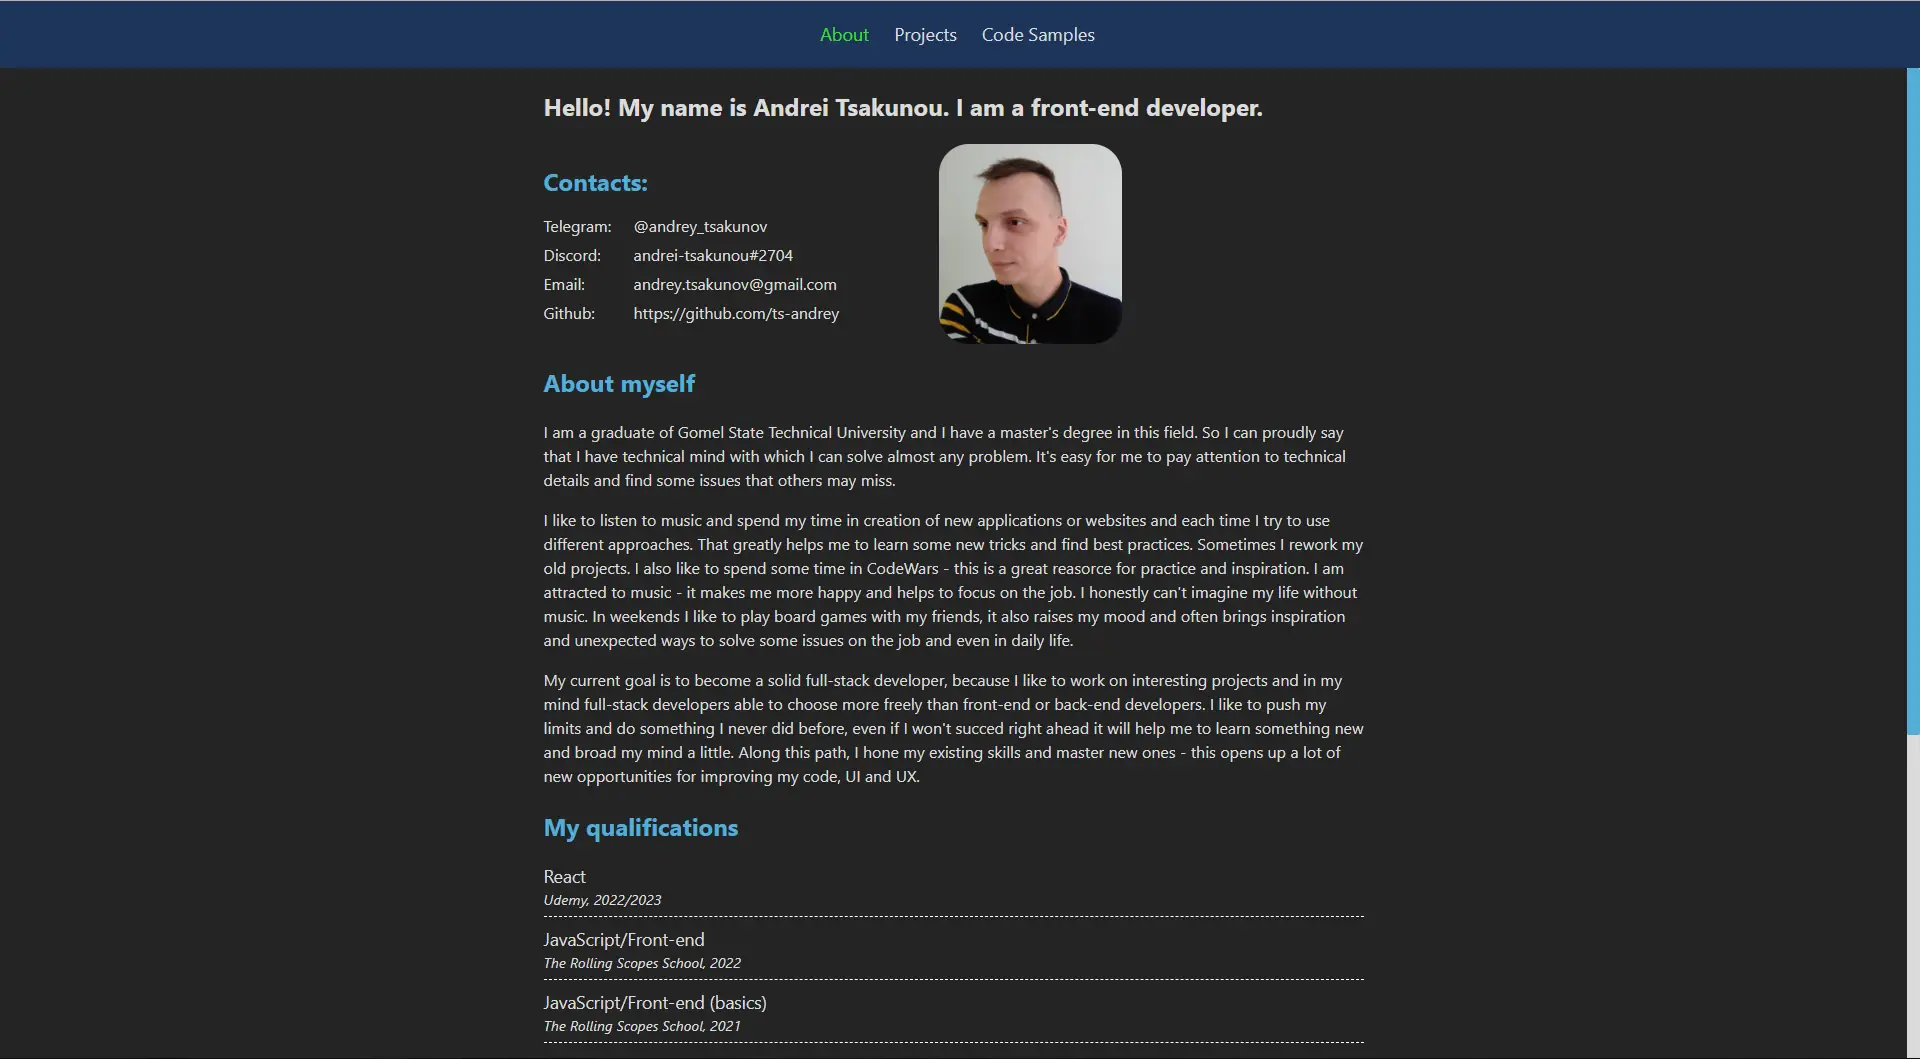 About Projects Code Samples
Hello! My name is Andrei Tsakunou. I am a front-end developer.
Contacts:
Telegram: @andrey_tsakunov
Discord: andrei-tsakunou#2704
Email: andrey.tsakunov@gmail.com
Github: https://github.com/ts-andrey
About myself
I am a graduate of Gomel State Technical University and I have a master's degree in this field. So I can proudly say
that I have technical mind with which I can solve almost any problem. It's easy for me to pay attention to technical
details and find some issues that others may miss.
I like to listen to music and spend my time in creation of new applications or websites and each time I try to use
different approaches. That greatly helps me to learn some new tricks and find best practices. Sometimes I rework my
old projects. I also like to spend some time in CodeWars - this is a great reasorce for practice and inspiration. I am
attracted to music - it makes me more happy and helps to focus on the job. I honestly can't imagine my life without
music. In weekends I like to play board games with my friends, it also raises my mood and often brings inspiration
and unexpected ways to solve some issues on the job and even in daily life.
My current goal is to become a solid full-stack developer, because I like to work on interesting projects and in my
mind full-stack developers able to choose more freely than front-end or back-end developers. I like to push my
limits and do something I never did before, even if I won't succed right ahead it will help me to learn something new
and broad my mind a little. Along this path, I hone my existing skills and master new ones - this opens up a lot of
new opportunities for improving my code, UI and UX.
My qualifications
React
Udemy, 2022/2023
JavaScript/Front-end
The Rolling Scopes School, 2022
JavaScript/Front-end (basics)
The Rolling Scopes School, 2021